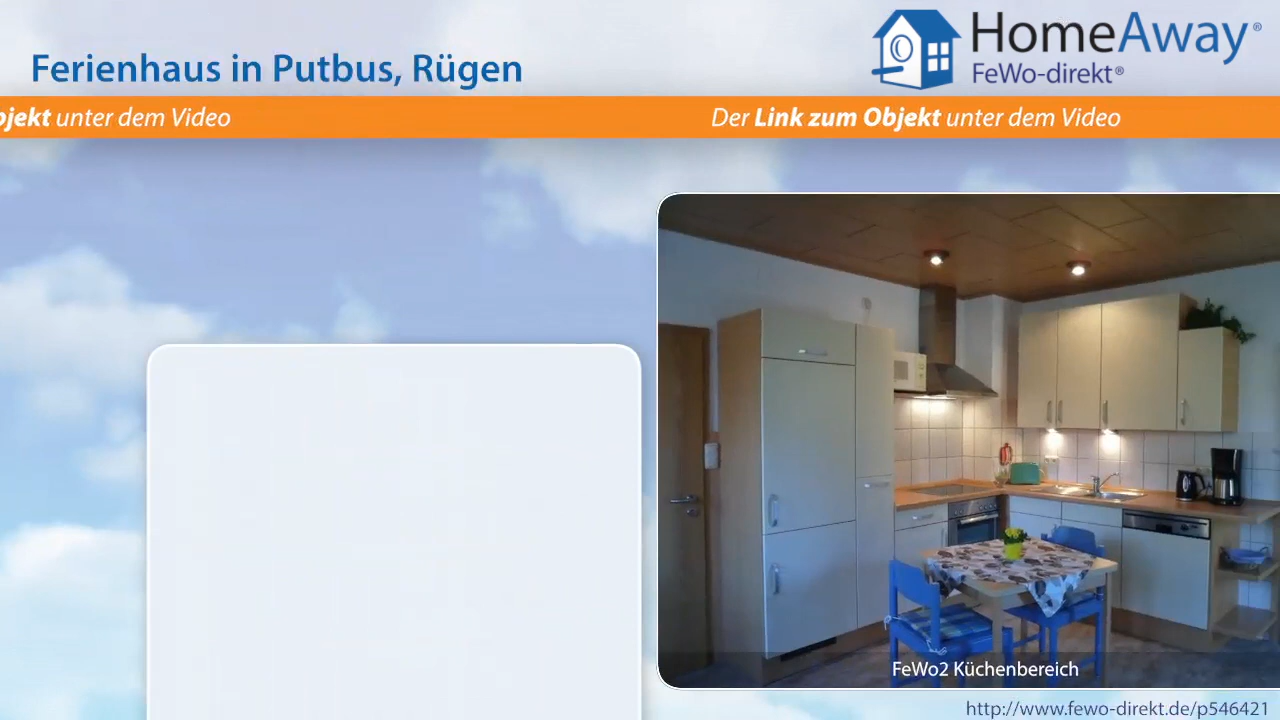 HomeAway®
FeWo-direkt®
Ferienhaus in Putbus, Rügen
bjekt unter dem Video
Der Link zum Objekt unter dem Video
FeWo2 Küchenbereich
http://www.fewo-direkt.de/p546421